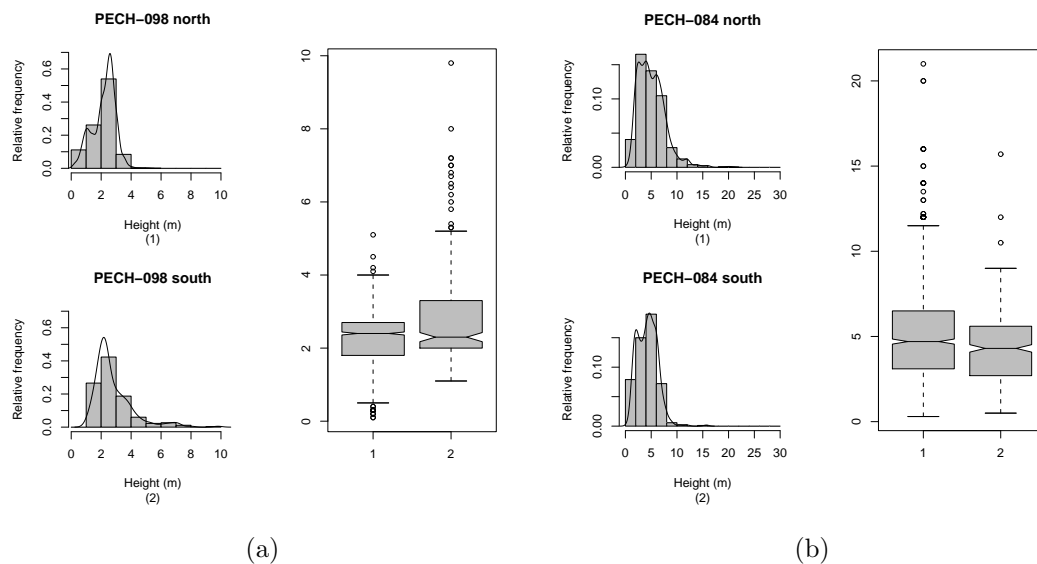 PECH−098 north
Relative frequency
0.0 0.2 0.4 0.6
0 2 4 6 8 10
Height (m)
(1)
PECH−098 south
Relative frequency
0.0 0.2 0.4 0.6
0 2 4 6 8 10
Height (m)
(2)
0 2 4 6 8 10
1 2
(a)
PECH−084 north
Relative frequency
0.00 0.10
0 5 10 15 20 25 30
Height (m)
(1)
PECH−084 south
Relative frequency
0.00 0.10
0 5 10 15 20 25 30
Height (m)
(2)
0 5 10 15 20
1 2
(b)